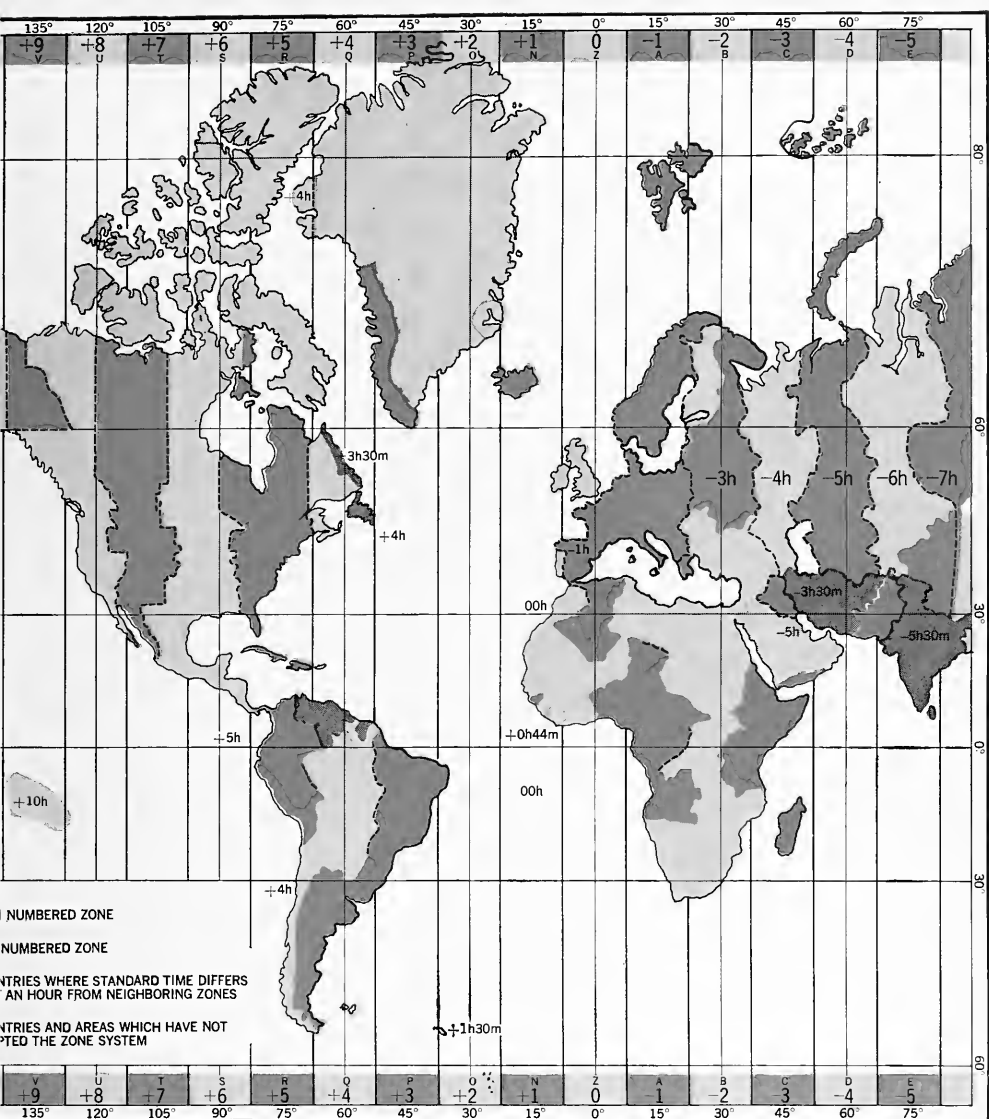 135° 120° 105° 90° 75° 60° 45° 30° 15° 0° 15° 30° 45° 60° 75°
+9 +8 +7 +6 +5 +4 +3 +2 +1 0 −1 −2 −3 −4 −5
V U T S R Q P O N Z A B C D E
80°
+4h
60°
+3h30m
−3h −4h −5h −6h −7h
+4h
−1h
−3h30m
00h
30°
−5h
−5h30m
+5h
+0h44m
0°
+10h
00h
+4h
30°
NUMBERED ZONE
NUMBERED ZONE
NTRIES WHERE STANDARD TIME DIFFERS
AN HOUR FROM NEIGHBORING ZONES
NTRIES AND AREAS WHICH HAVE NOT
PTED THE ZONE SYSTEM
+1h30m
60°
V U T S R Q P O N Z A B C D E
+9 +8 +7 +6 +5 +4 +3 +2 +1 0 −1 −2 −3 −4 −5
135° 120° 105° 90° 75° 60° 45° 30° 15° 0° 15° 30° 45° 60° 75°